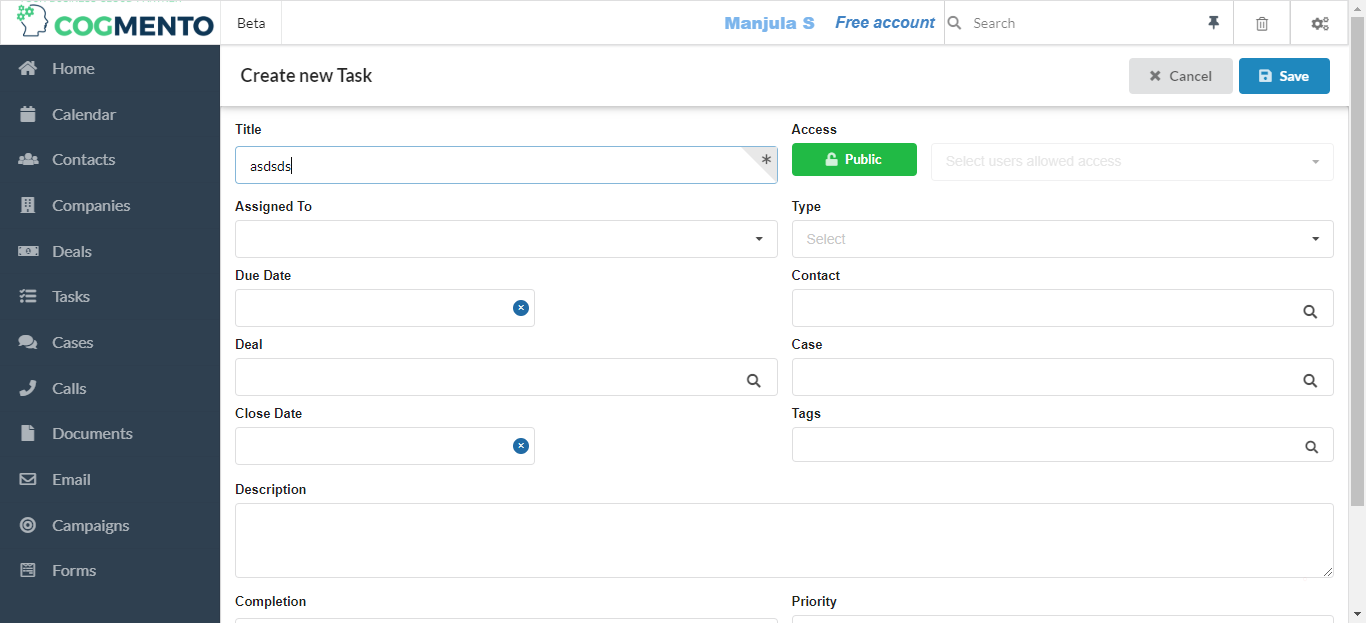 COGMENTO
Beta
Manjula S
Free account
Search
Home
Calendar
Contacts
Companies
Deals
Tasks
Cases
Calls
Documents
Email
Campaigns
Forms
Create new Task
Cancel
Save
Title
asdsds
Access
Public
Select users allowed access
Assigned To
Type
Select
Due Date
Contact
Deal
Case
Close Date
Tags
Description
Completion
Priority